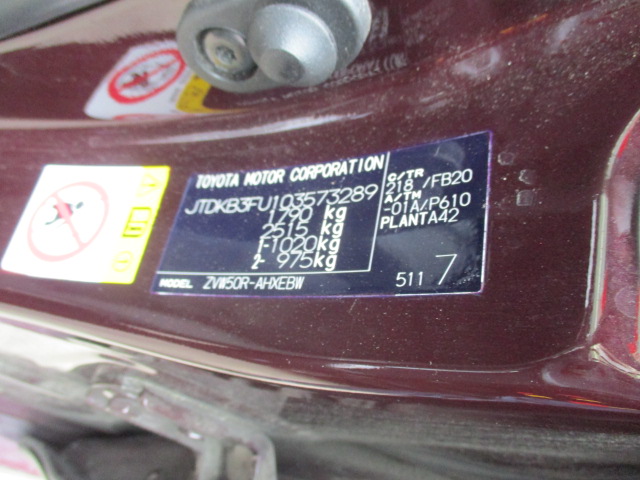 TOYOTA MOTOR CORPORATION
JTDKB3FU103573289
1790 kg
2515 kg
1-1020kg
2- 975kg
MODEL ZVW50R-AHXEBW
C/TR
218 /FB20
A/TM
-01A/P610
PLANTA42
511 7